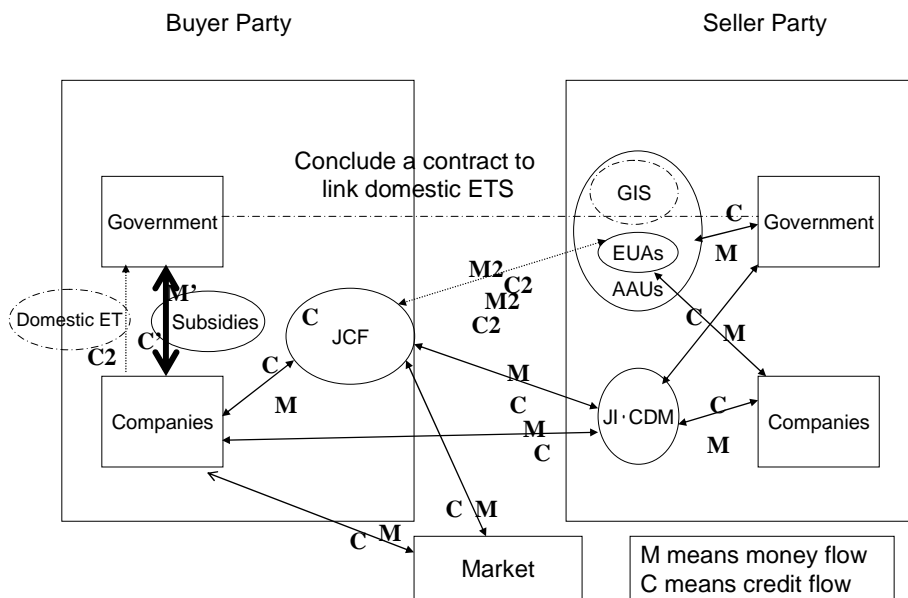 Buyer Party
Seller Party
Conclude a contract to
link domestic ETS
GIS
Government
C
Government
M
EUAs
M2
C2
AAUs
M'
M2
Domestic ET
Subsidies
C
C2
C
M
C'
JCF
C2
C
M
M
C
C
Companies
M
JI・CDM
Companies
M
C
M
C
M
C
M
Market
M means money flow
C means credit flow